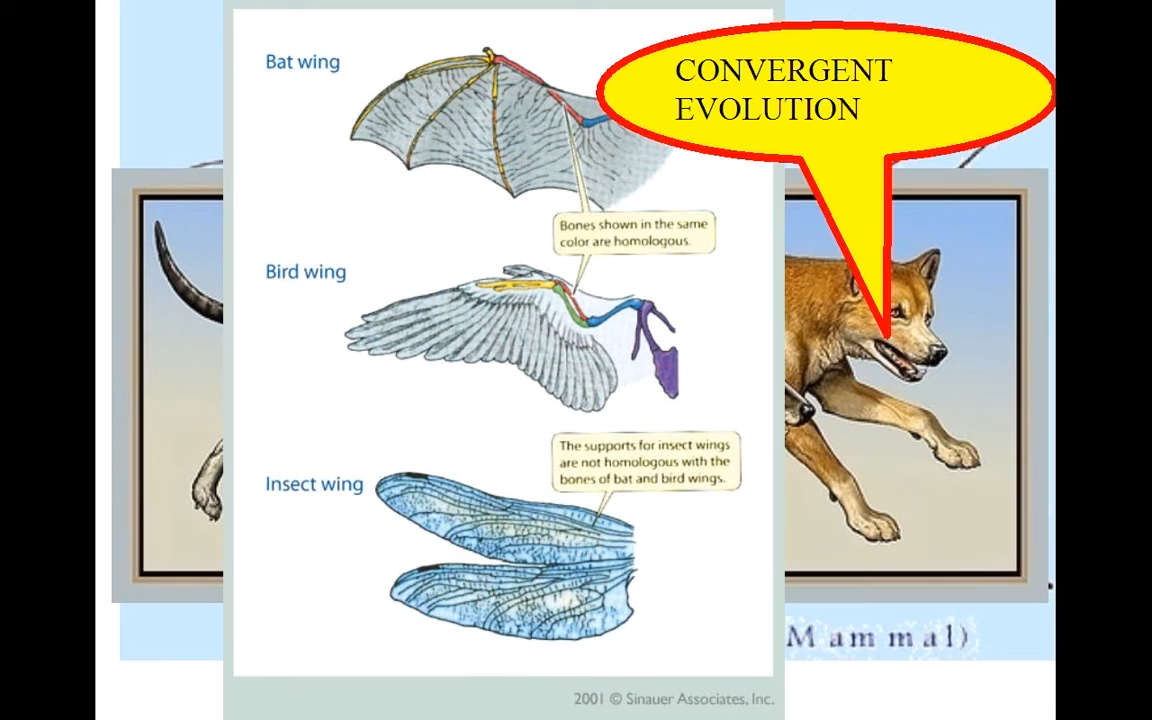 Bat wing
CONVERGENT
EVOLUTION
Bones shown in the same
color are homologous.
Bird wing
The supports for insect wings
are not homologous with the
bones of bat and bird wings.
Insect wing
Mammal)
2001 © Sinauer Associates, Inc.